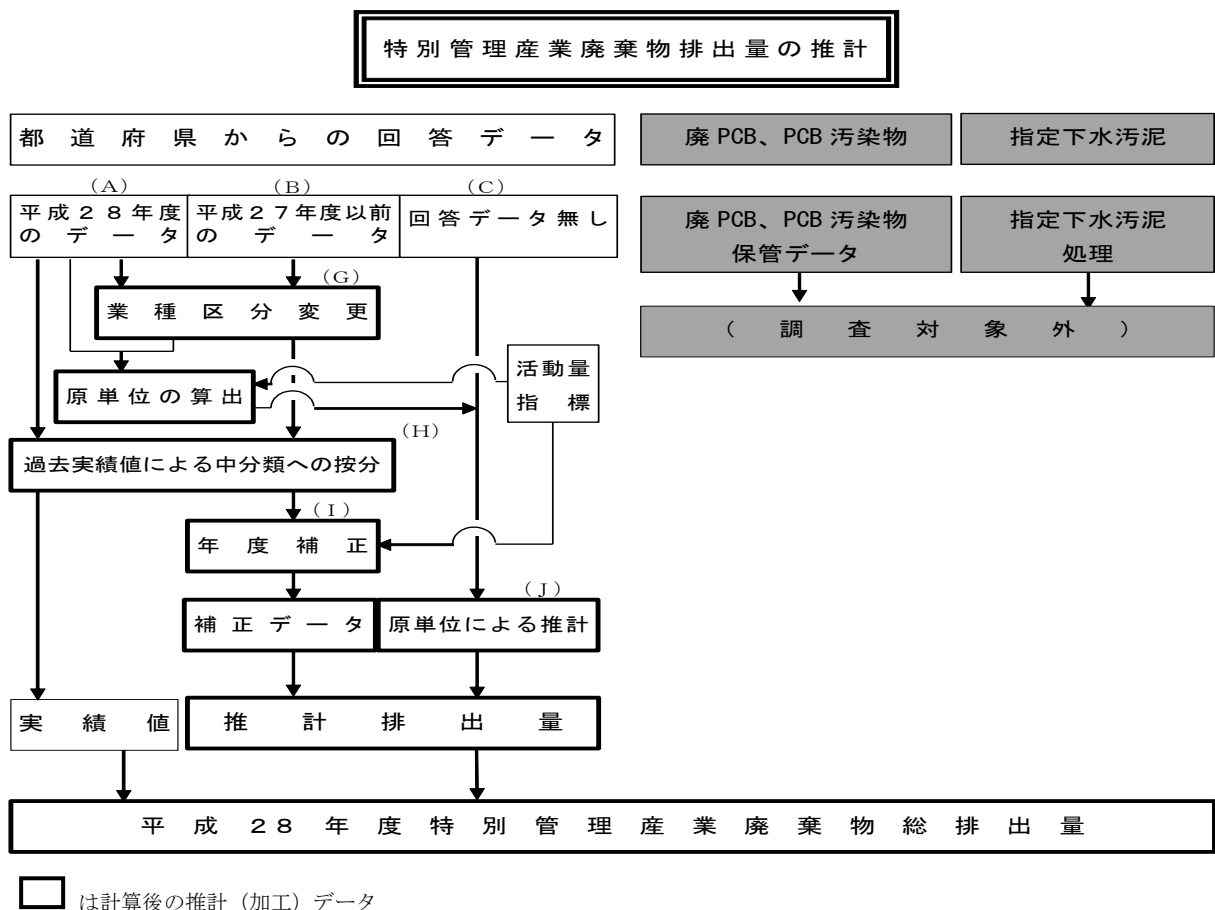 特別管理産業廃棄物排出量の推計
都道府県からの回答データ
廃PCB、PCB汚染物
指定下水汚泥
(A)
(B)
(C)
平成28年度
のデータ
平成27年度以前
のデータ
回答データ無し
廃PCB、PCB汚染物
保管データ
指定下水汚泥
処理
(G)
業種区分変更
(調査対象外)
活動量
指標
原単位の算出
(H)
過去実績値による中分類への按分
(I)
年度補正
(J)
補正データ
原単位による推計
実績値
推計排出量
平成28年度特別管理産業廃棄物総排出量
は計算後の推計(加工)データ